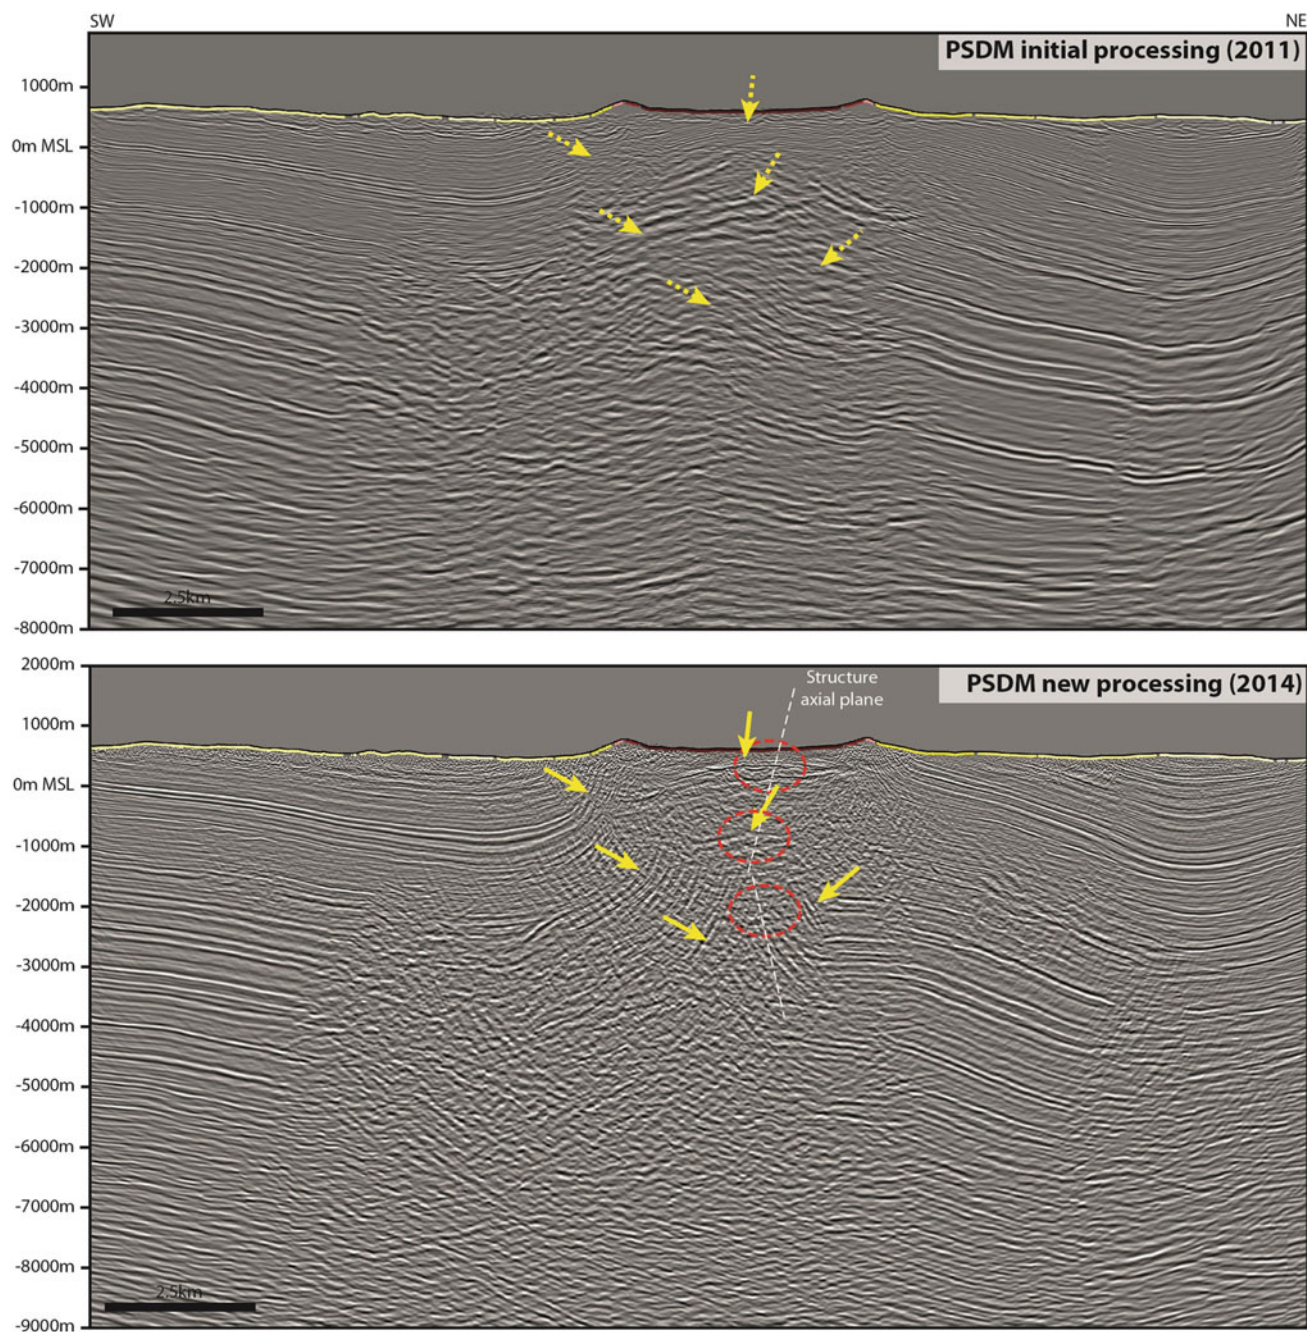 SW
NE
PSDM initial processing (2011)
1000m
0m MSL
-1000m
-2000m
-3000m
-4000m
-5000m
-6000m
-7000m
-8000m
2.5km
2000m
1000m
0m MSL
-1000m
-2000m
-3000m
-4000m
-5000m
-6000m
-7000m
-8000m
-9000m
Structure
axial plane
PSDM new processing (2014)
2.5km